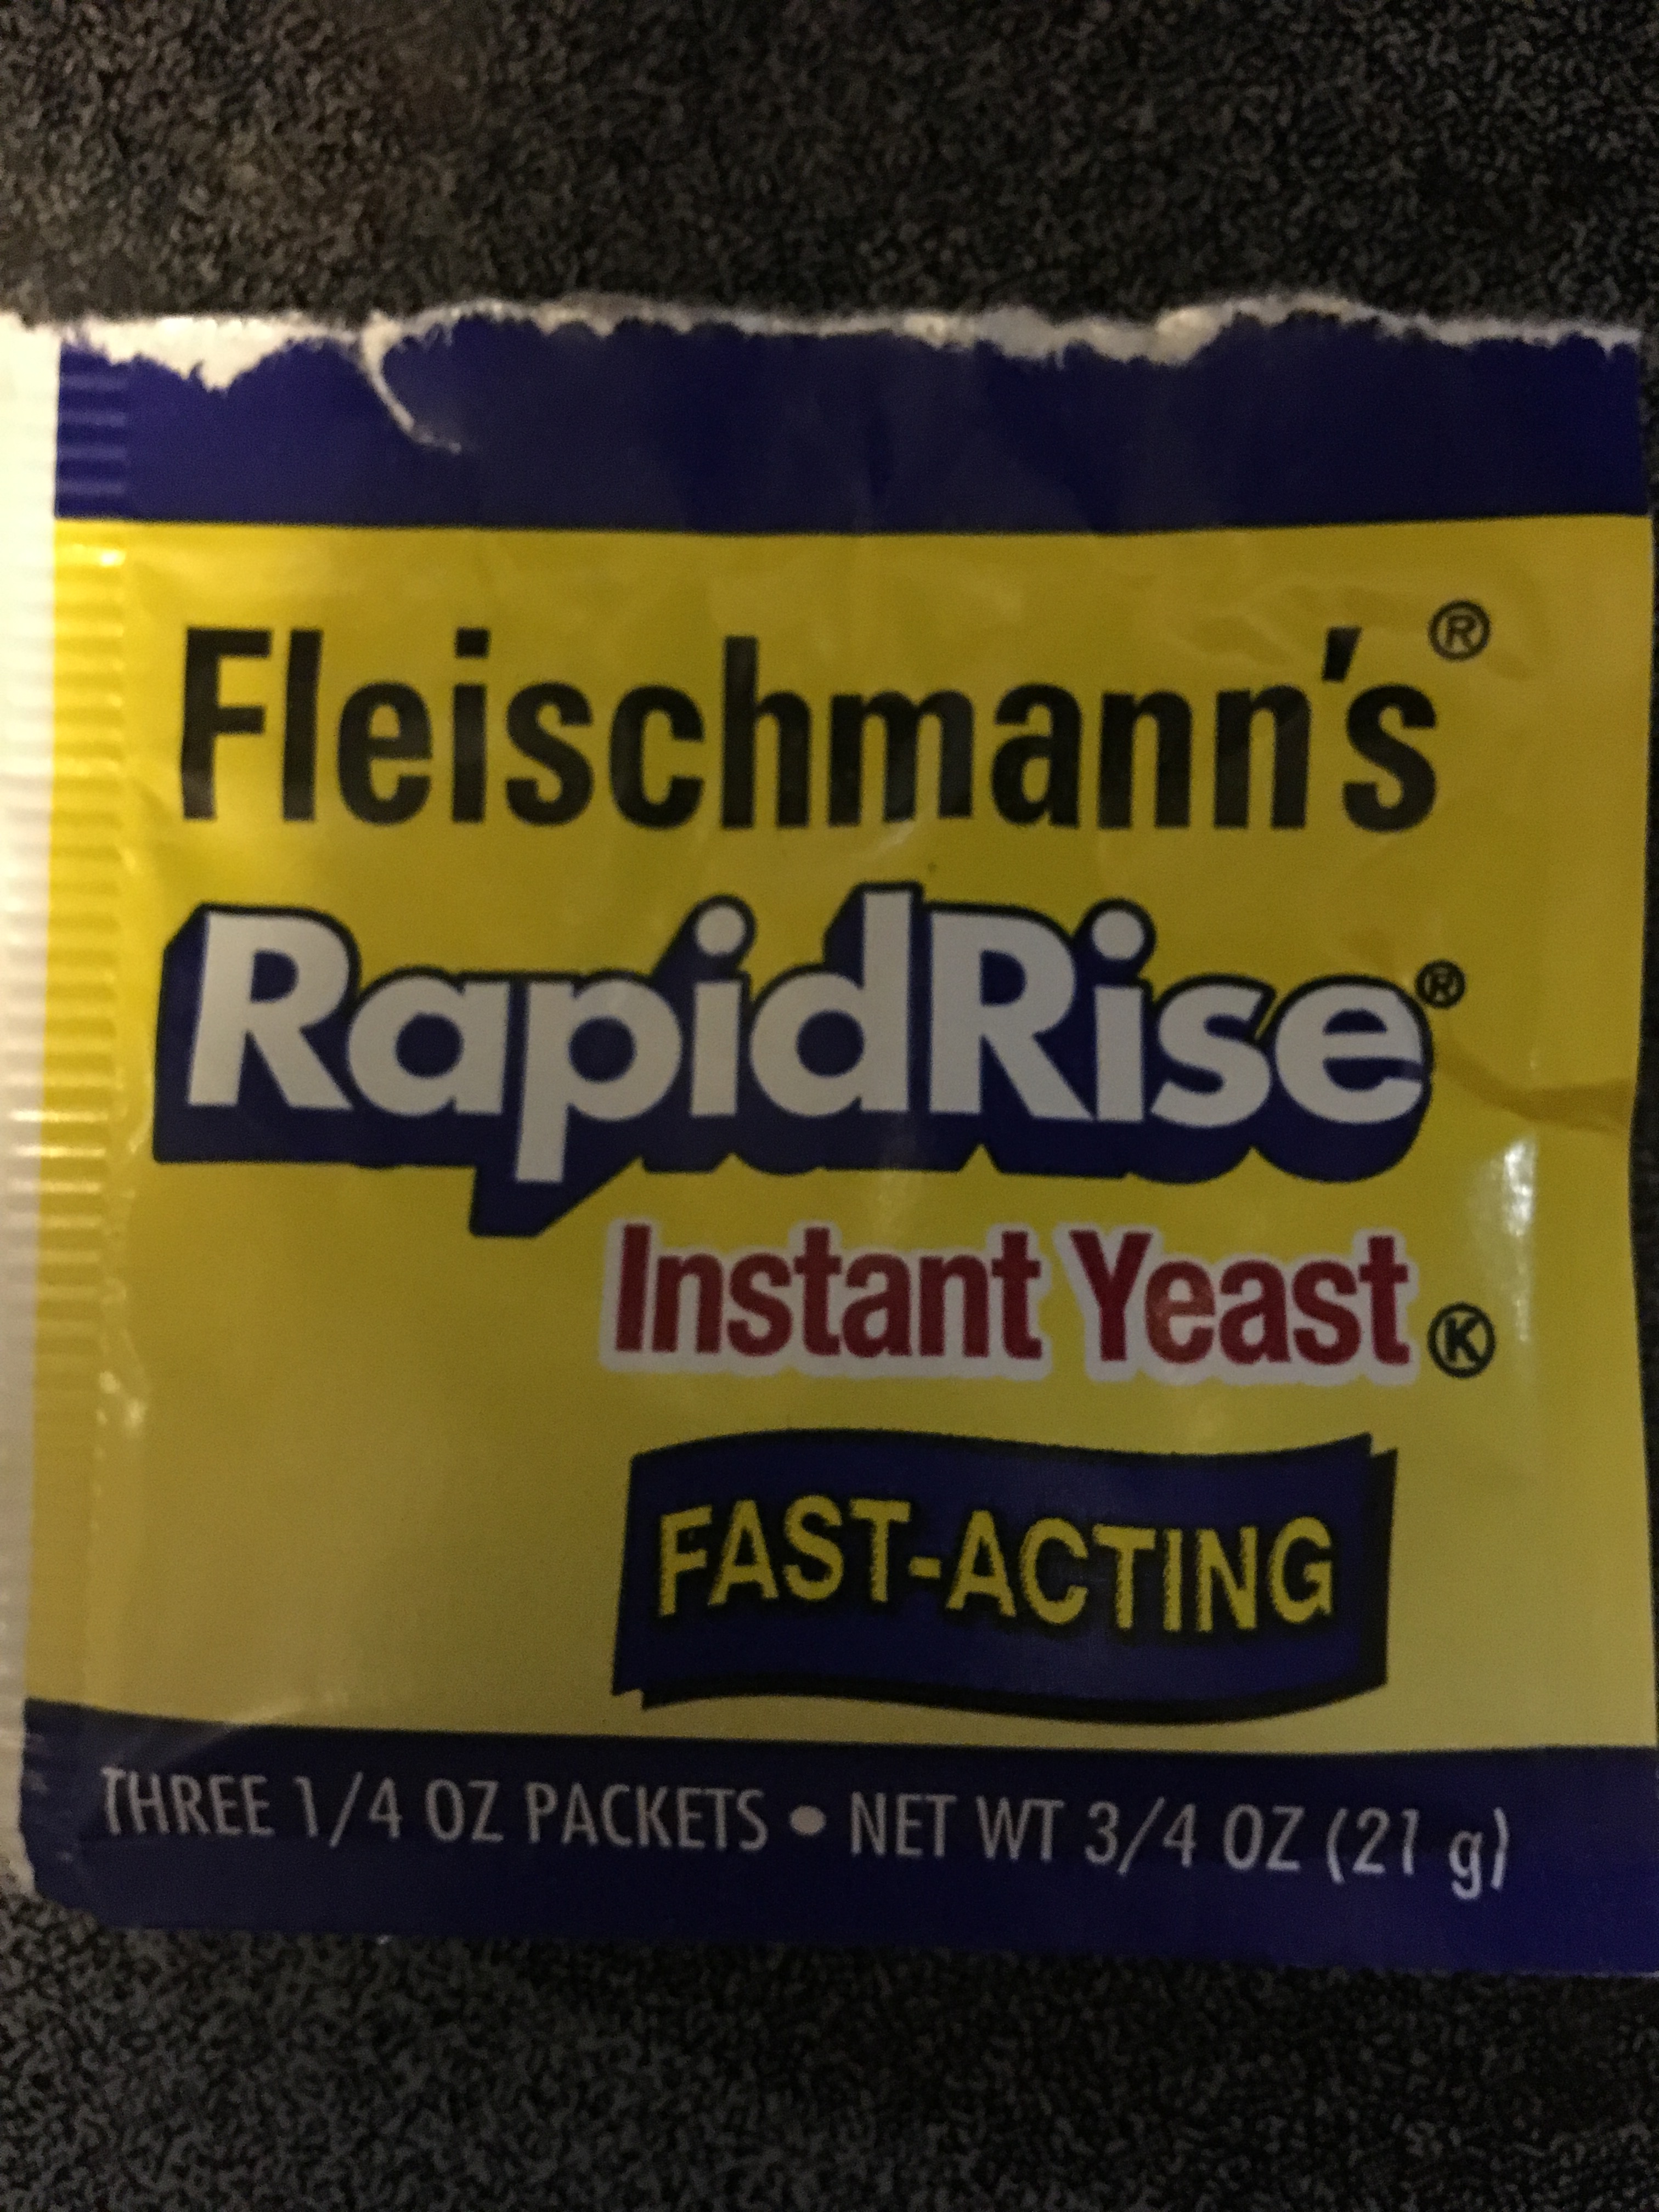 Fleischmann's®
RapidRise®
Instant Yeast Ⓚ
FAST-ACTING
THREE 1/4 OZ PACKETS • NET WT 3/4 OZ (21 g)